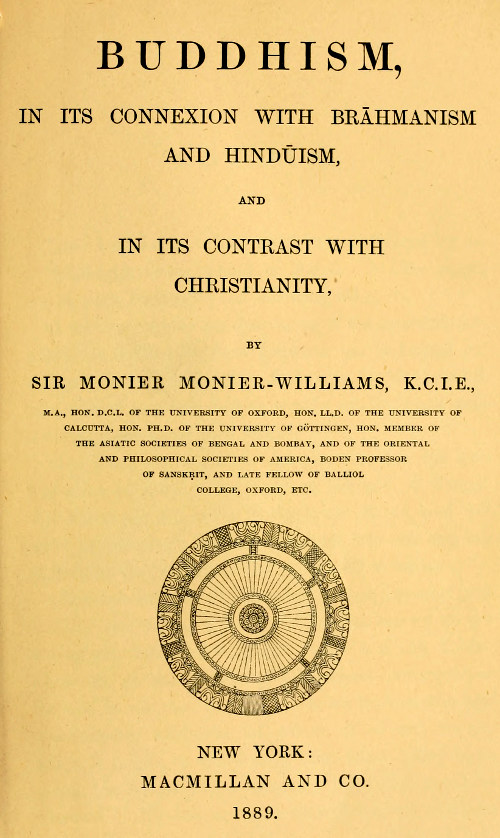 BUDDHISM,
IN ITS CONNEXION WITH BRĀHMANISM
AND HINDŪISM,
AND
IN ITS CONTRAST WITH
CHRISTIANITY,
BY
SIR MONIER MONIER-WILLIAMS, K.C.I.E.,
M.A., HON. D.C.L. OF THE UNIVERSITY OF OXFORD, HON. LL.D. OF THE UNIVERSITY OF
CALCUTTA, HON. PH.D. OF THE UNIVERSITY OF GÖTTINGEN, HON. MEMBER OF
THE ASIATIC SOCIETIES OF BENGAL AND BOMBAY, AND OF THE ORIENTAL
AND PHILOSOPHICAL SOCIETIES OF AMERICA, BODEN PROFESSOR
OF SANSKṚIT, AND LATE FELLOW OF BALLIOL
COLLEGE, OXFORD, ETC.
NEW YORK:
MACMILLAN AND CO.
1889.